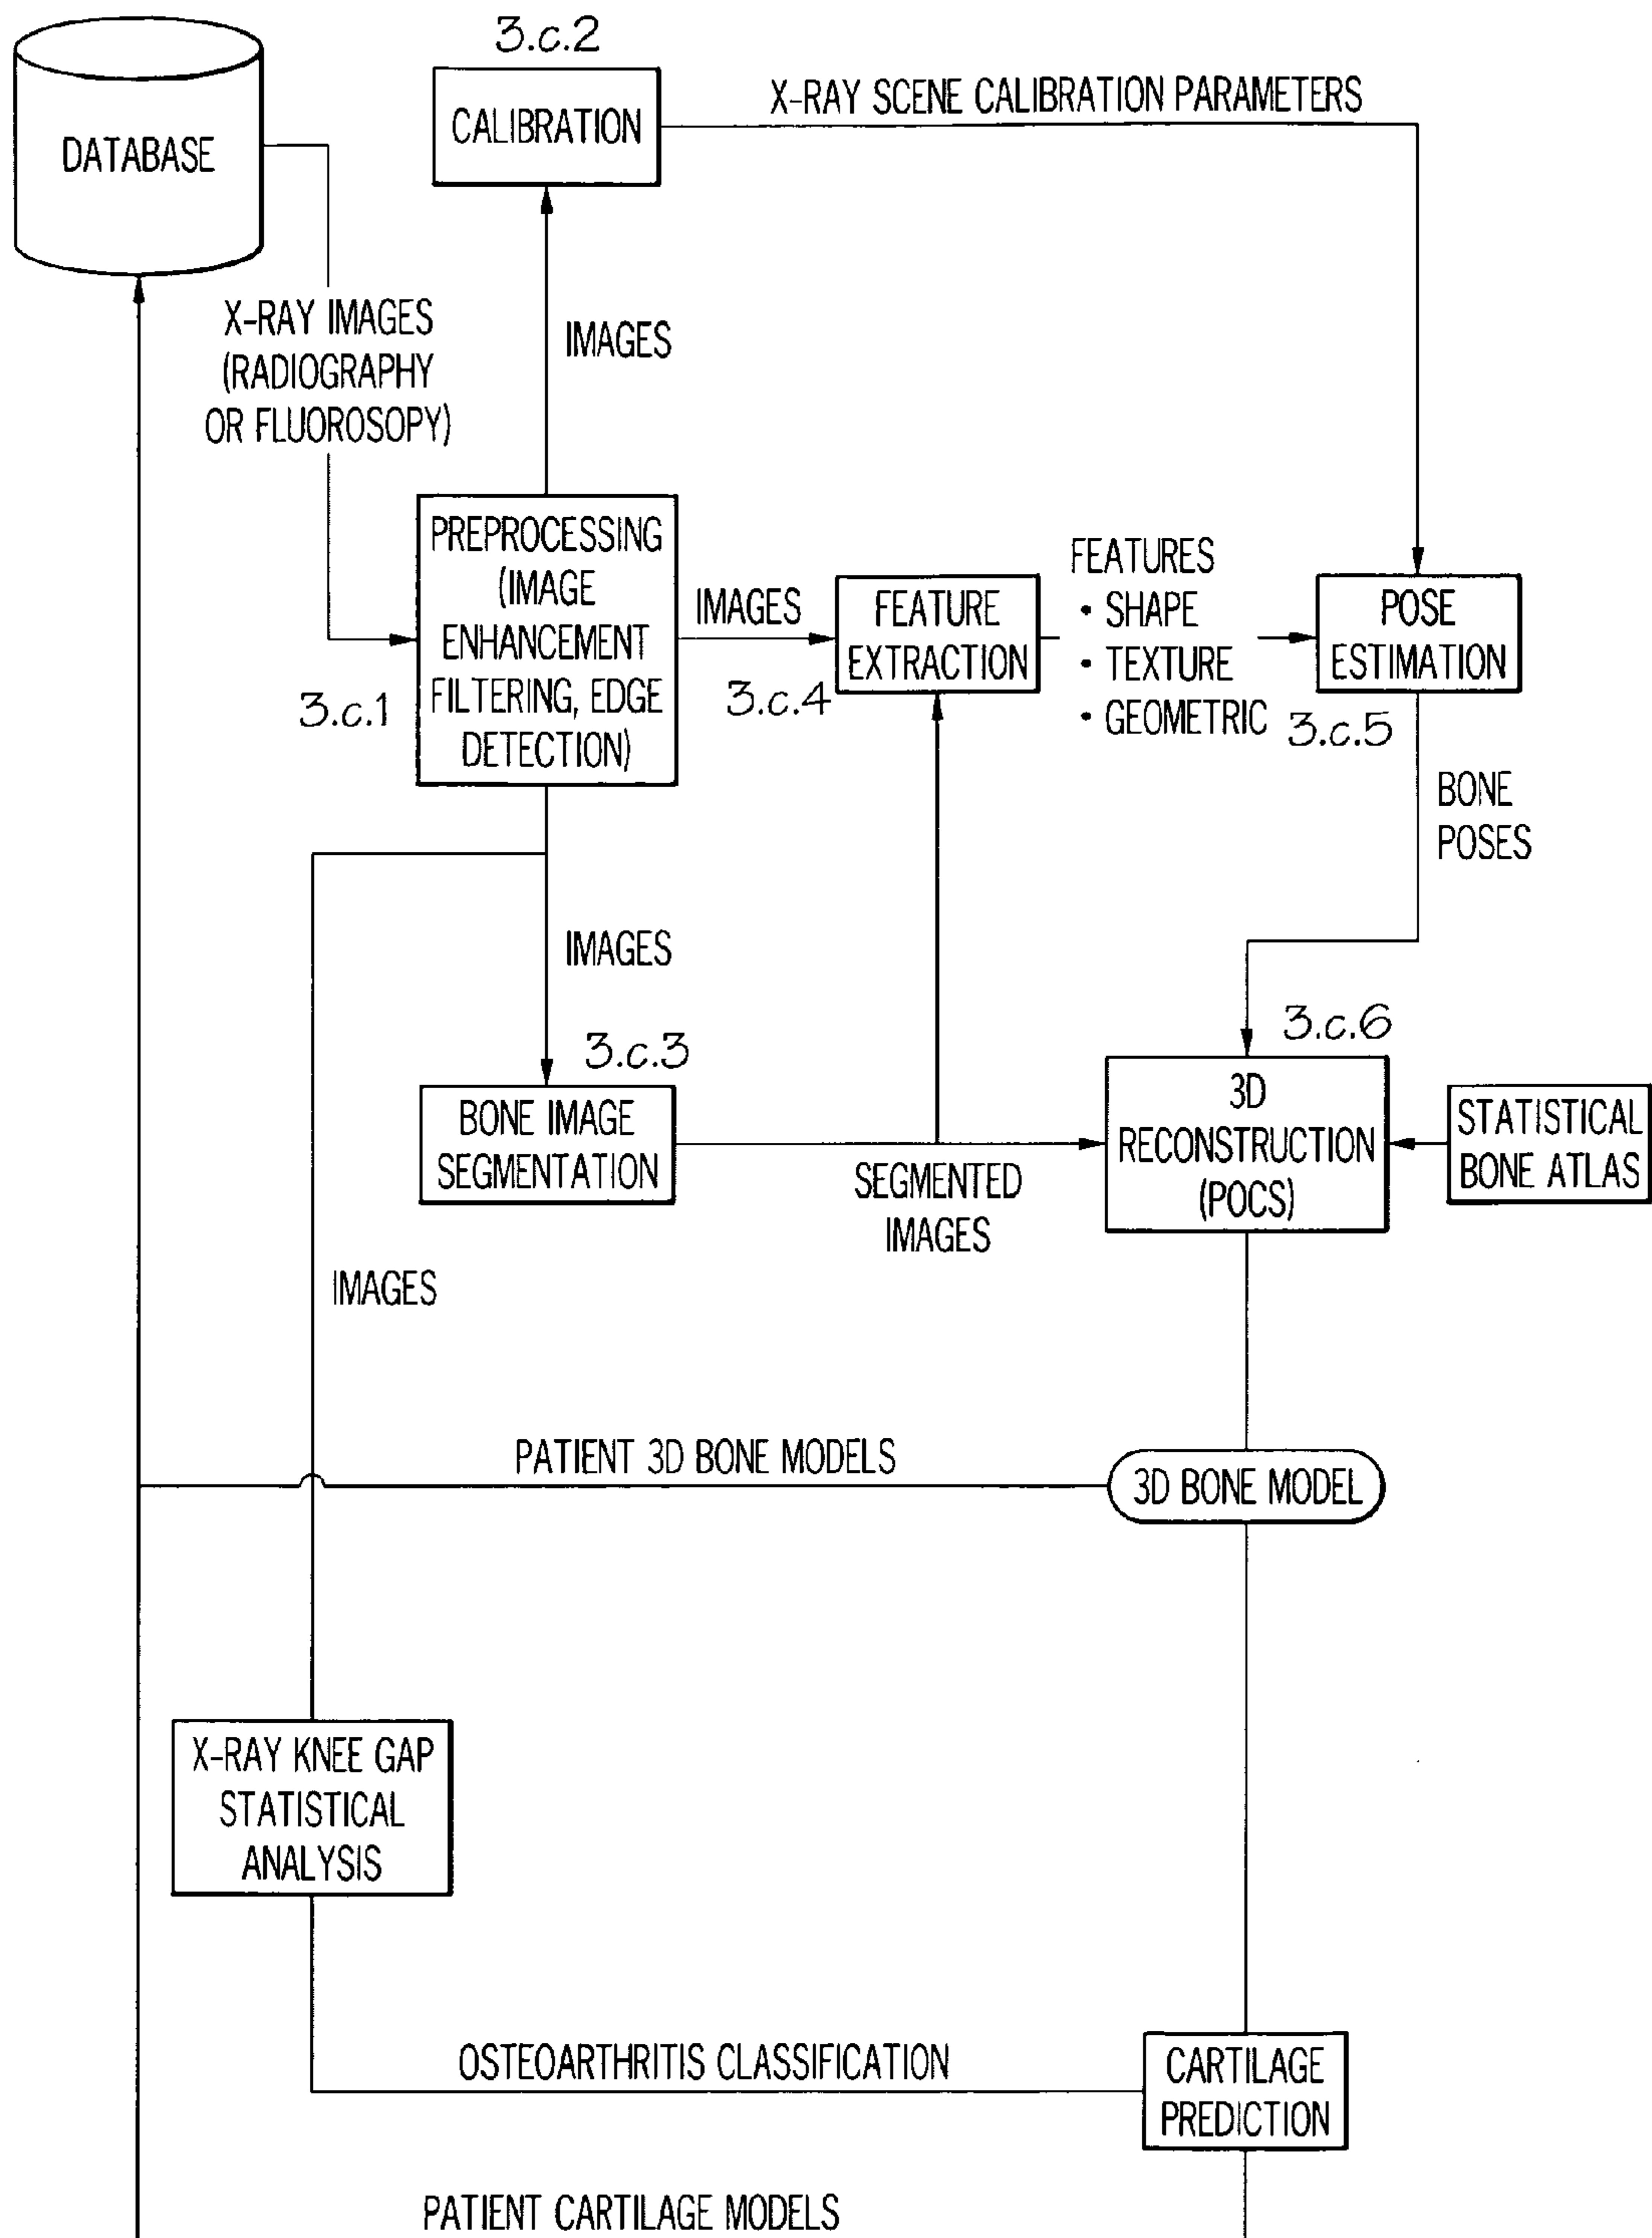 3.c.2
DATABASE
CALIBRATION
X-RAY SCENE CALIBRATION PARAMETERS
X-RAY IMAGES
(RADIOGRAPHY
OR FLUOROSOPY)
IMAGES
PREPROCESSING
(IMAGE
ENHANCEMENT
FILTERING, EDGE
DETECTION)
3.c.1
IMAGES
3.c.4
FEATURE
EXTRACTION
FEATURES
• SHAPE
• TEXTURE
• GEOMETRIC
POSE
ESTIMATION
3.c.5
BONE
POSES
IMAGES
3.c.3
BONE IMAGE
SEGMENTATION
SEGMENTED
IMAGES
3.c.6
3D
RECONSTRUCTION
(POCS)
STATISTICAL
BONE ATLAS
IMAGES
PATIENT 3D BONE MODELS
3D BONE MODEL
X-RAY KNEE GAP
STATISTICAL
ANALYSIS
OSTEOARTHRITIS CLASSIFICATION
CARTILAGE
PREDICTION
PATIENT CARTILAGE MODELS